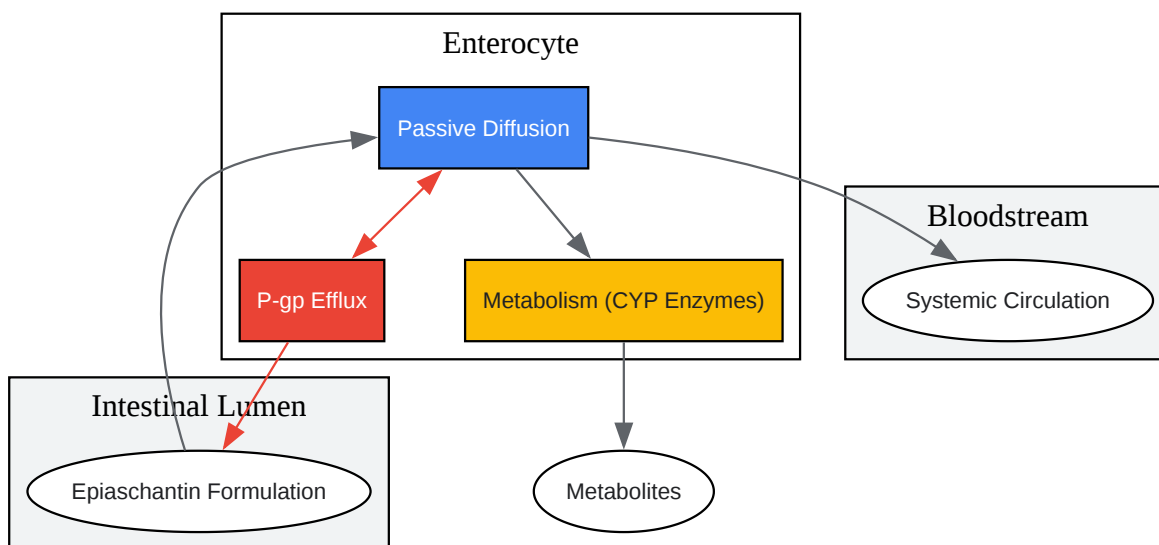 Enterocyte
Passive Diffusion
Bloodstream
P-gp Efflux
Metabolism (CYP Enzymes)
Systemic Circulation
Intestinal Lumen
Epiaschantin Formulation
Metabolites